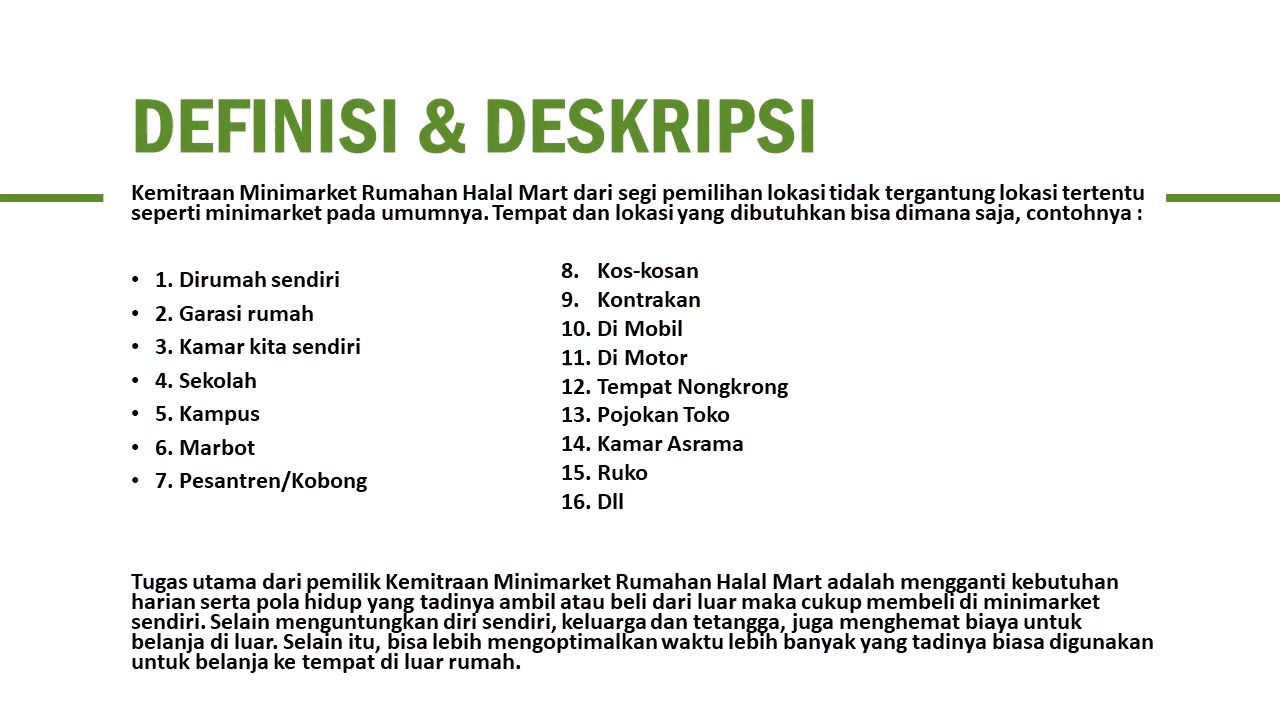 DEFINISI & DESKRIPSI
Kemitraan Minimarket Rumahan Halal Mart dari segi pemilihan lokasi tidak tergantung lokasi tertentu
seperti minimarket pada umumnya. Tempat dan lokasi yang dibutuhkan bisa dimana saja, contohnya :
• 1. Dirumah sendiri
• 2. Garasi rumah
• 3. Kamar kita sendiri
• 4. Sekolah
• 5. Kampus
• 6. Marbot
• 7. Pesantren/Kobong
8. Kos-kosan
9. Kontrakan
10. Di Mobil
11. Di Motor
12. Tempat Nongkrong
13. Pojokan Toko
14. Kamar Asrama
15. Ruko
16. Dll
Tugas utama dari pemilik Kemitraan Minimarket Rumahan Halal Mart adalah mengganti kebutuhan
harian serta pola hidup yang tadinya ambil atau beli dari luar maka cukup membeli di minimarket
sendiri. Selain menguntungkan diri sendiri, keluarga dan tetangga, juga menghemat biaya untuk
belanja di luar. Selain itu, bisa lebih mengoptimalkan waktu lebih banyak yang tadinya biasa digunakan
untuk belanja ke tempat di luar rumah.